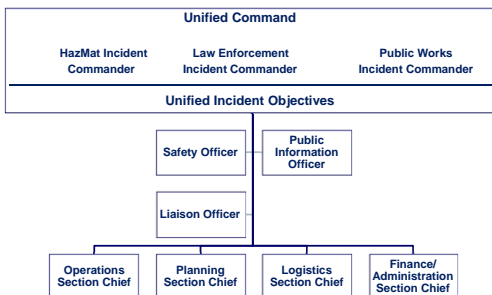 Unified Command
HazMat Incident
Commander
Law Enforcement
Incident Commander
Public Works
Incident Commander
Unified Incident Objectives
Safety Officer
Public
Information
Officer
Liaison Officer
Operations
Section Chief
Planning
Section Chief
Logistics
Section Chief
Finance/
Administration
Section Chief